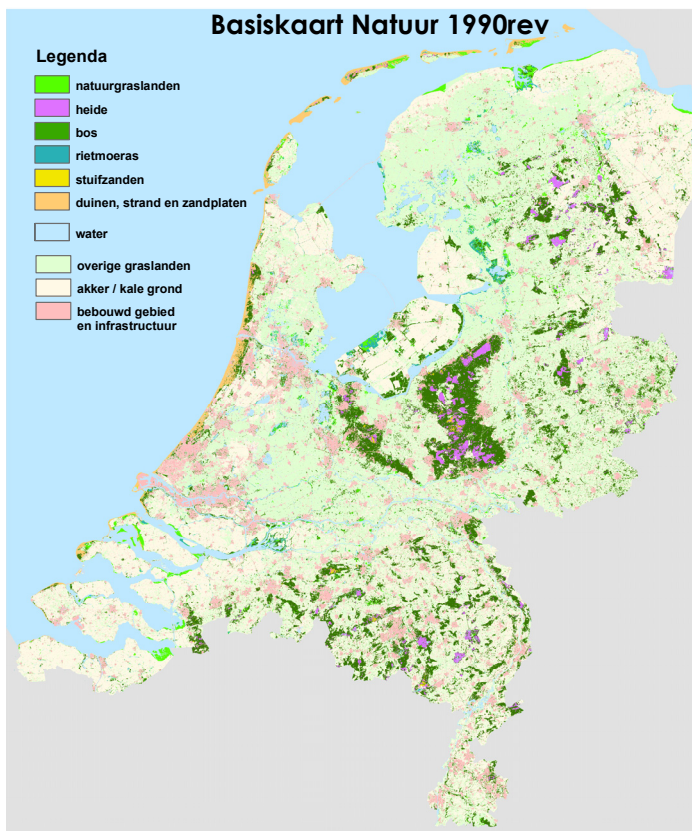 Basiskaart Natuur 1990rev
Legenda
natuurgraslanden
heide
bos
rietmoeras
stuifzanden
duinen, strand en zandplaten
water
overige graslanden
akker / kale grond
bebouwd gebied
en infrastructuur